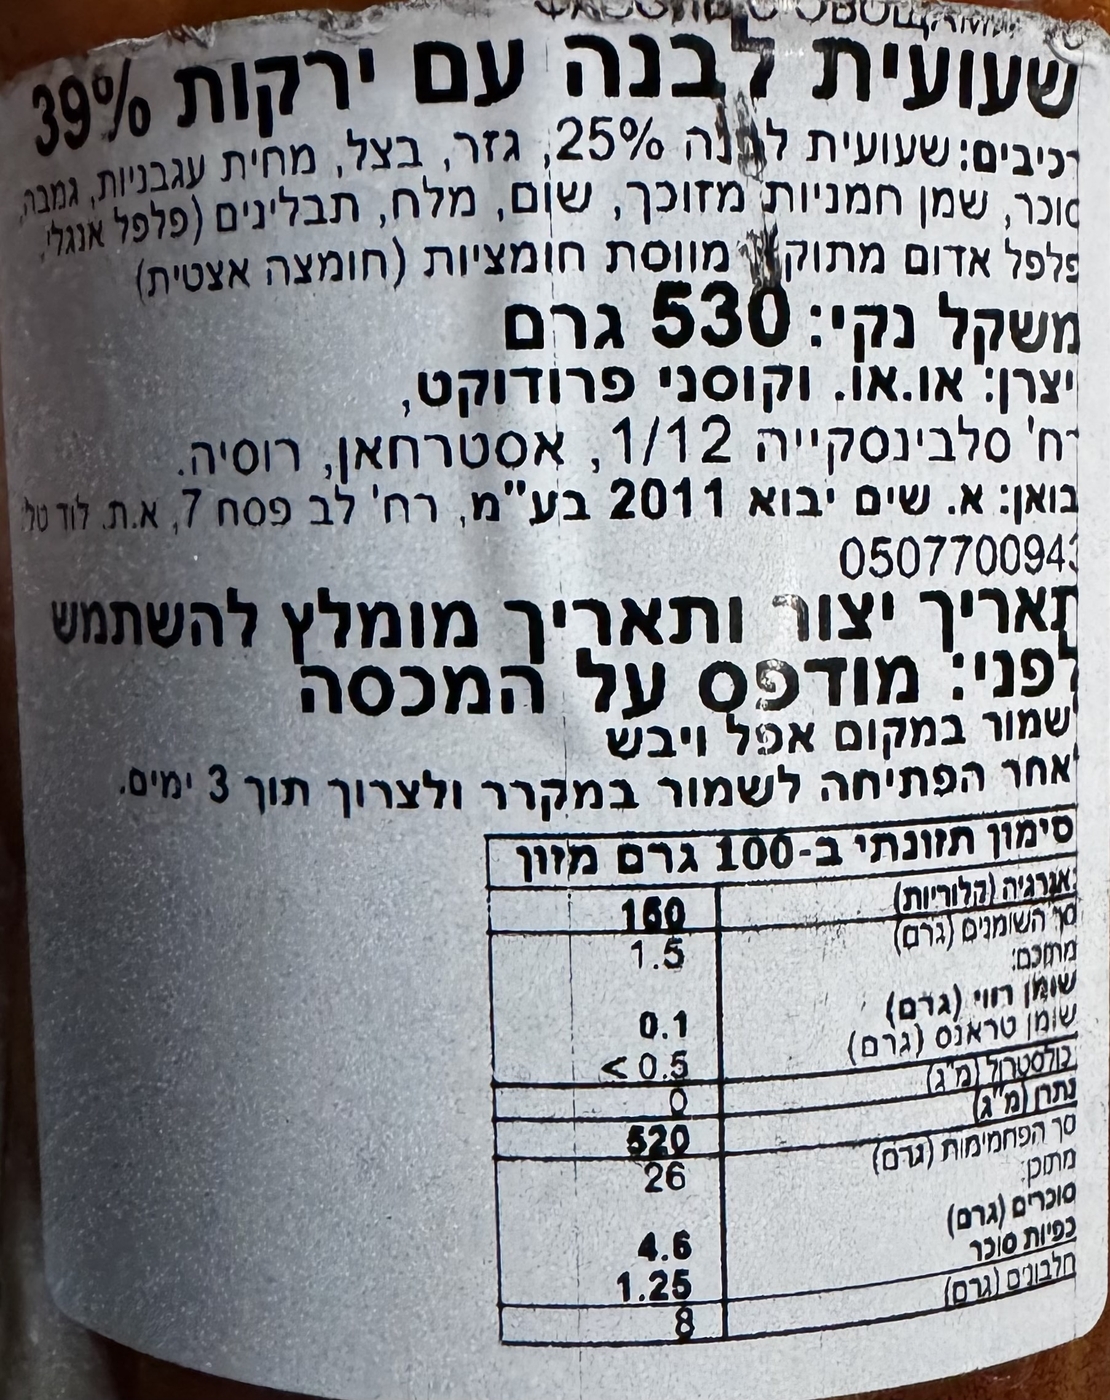 שעועית לבנה עם ירקות 39%
רכיבים: שעועית לבנה 25%, גזר, בצל, מחית עגבניות, גמבה,
סוכר, שמן חמניות מזוכך, שום, מלח, תבלינים (פלפל אנגלי,
פלפל אדום מתוק), מווסת חומציות (חומצה אצטית)
משקל נקי: 530 גרם
יצרן: או.או. וקוסני פרודוקט,
רח' סלבינסקייה 1/12, אסטרחאן, רוסיה.
יבואן: א. שים יבוא 2011 בע"מ, רח' לב פסח 7, א.ת. לוד טל:
050770094
תאריך יצור ותאריך מומלץ להשתמש
לפני: מודפס על המכסה
שמור במקום אפל ויבש
לאחר הפתיחה לשמור במקרר ולצרוך תוך 3 ימים.
סימון תזונתי ב-100 גרם מזון
אנרגיה (קלוריות) 160
סך השומנים (גרם) 1.5
מתוכם:
שומן רווי (גרם) 0.1
שומן טראנס (גרם) < 0.5
כולסטרול (מ"ג) 0
נתרן (מ"ג) 520
סך הפחמימות (גרם) 26
מתוכן:
סוכרים (גרם) 4.6
כפיות סוכר 1.25
חלבונים (גרם) 8